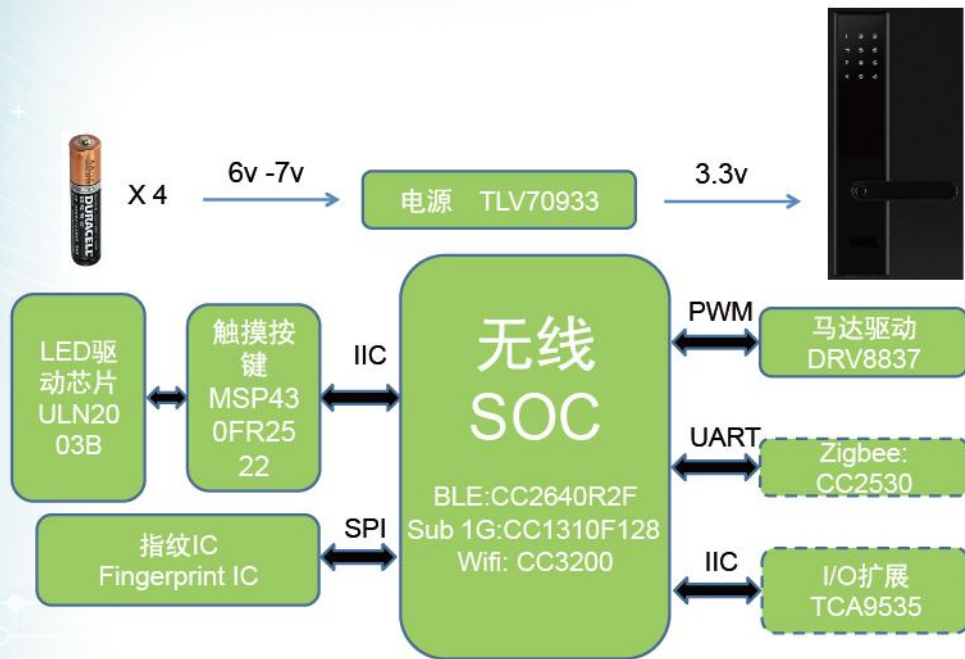 X 4
6v -7v
电源 TLV70933
3.3v
DURACELL
LED驱
动芯片
ULN20
03B
触摸按
键
MSP43
0FR25
22
IIC
无线
SOC
BLE:CC2640R2F
Sub 1G:CC1310F128
Wifi: CC3200
PWM
马达驱动
DRV8837
UART
Zigbee:
CC2530
指纹IC
Fingerprint IC
SPI
IIC
I/O扩展
TCA9535